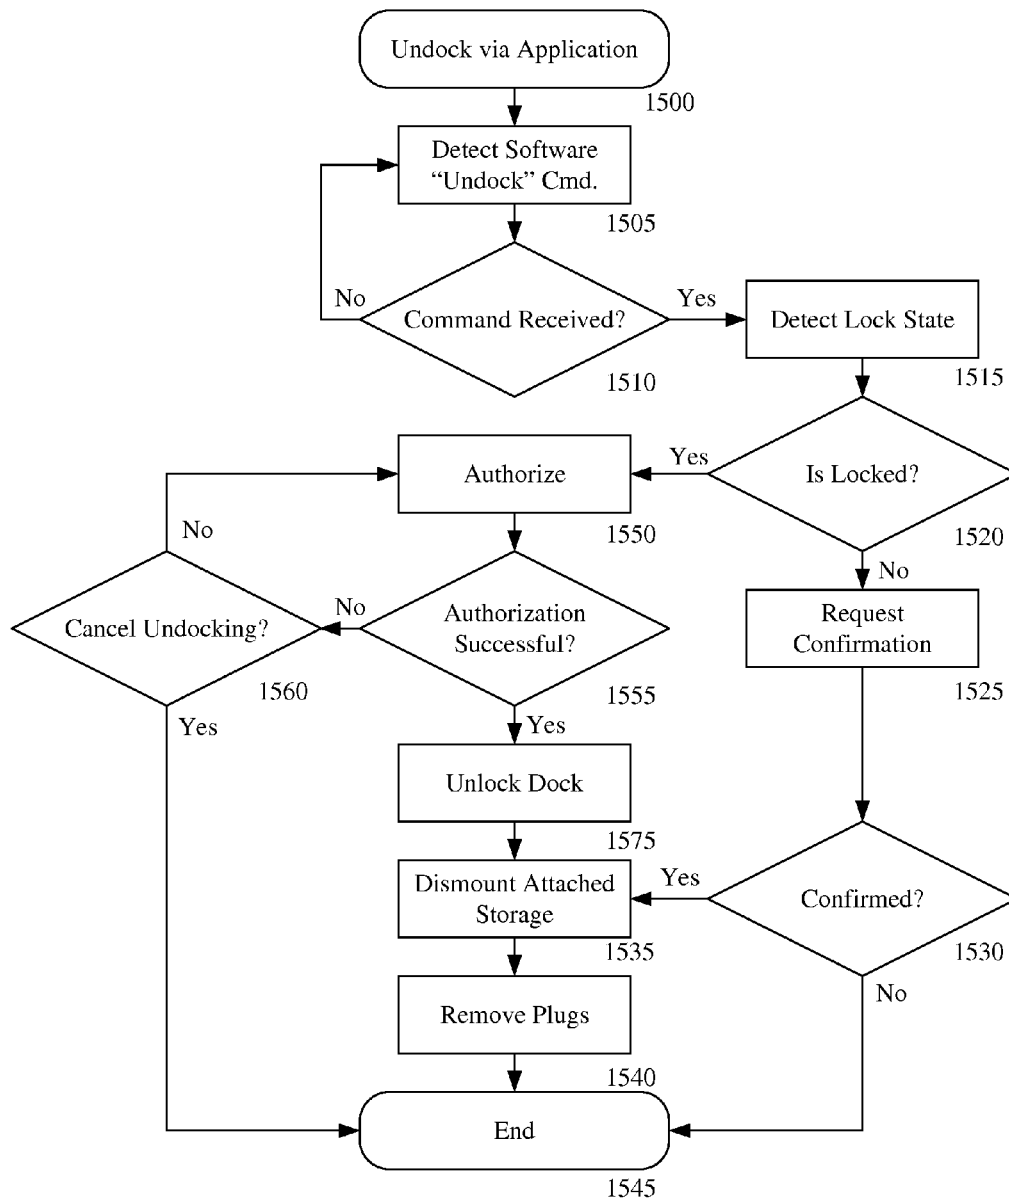 Undock via Application
1500
Detect Software
“Undock” Cmd.
1505
No
Command Received?
Yes
Detect Lock State
1510
1515
Authorize
Yes
Is Locked?
No
1550
1520
No
Cancel Undocking?
No
Authorization
Successful?
Request
Confirmation
1560
1555
1525
Yes
Yes
Unlock Dock
1575
Dismount Attached
Storage
Yes
Confirmed?
1535
1530
No
Remove Plugs
1540
End
1545